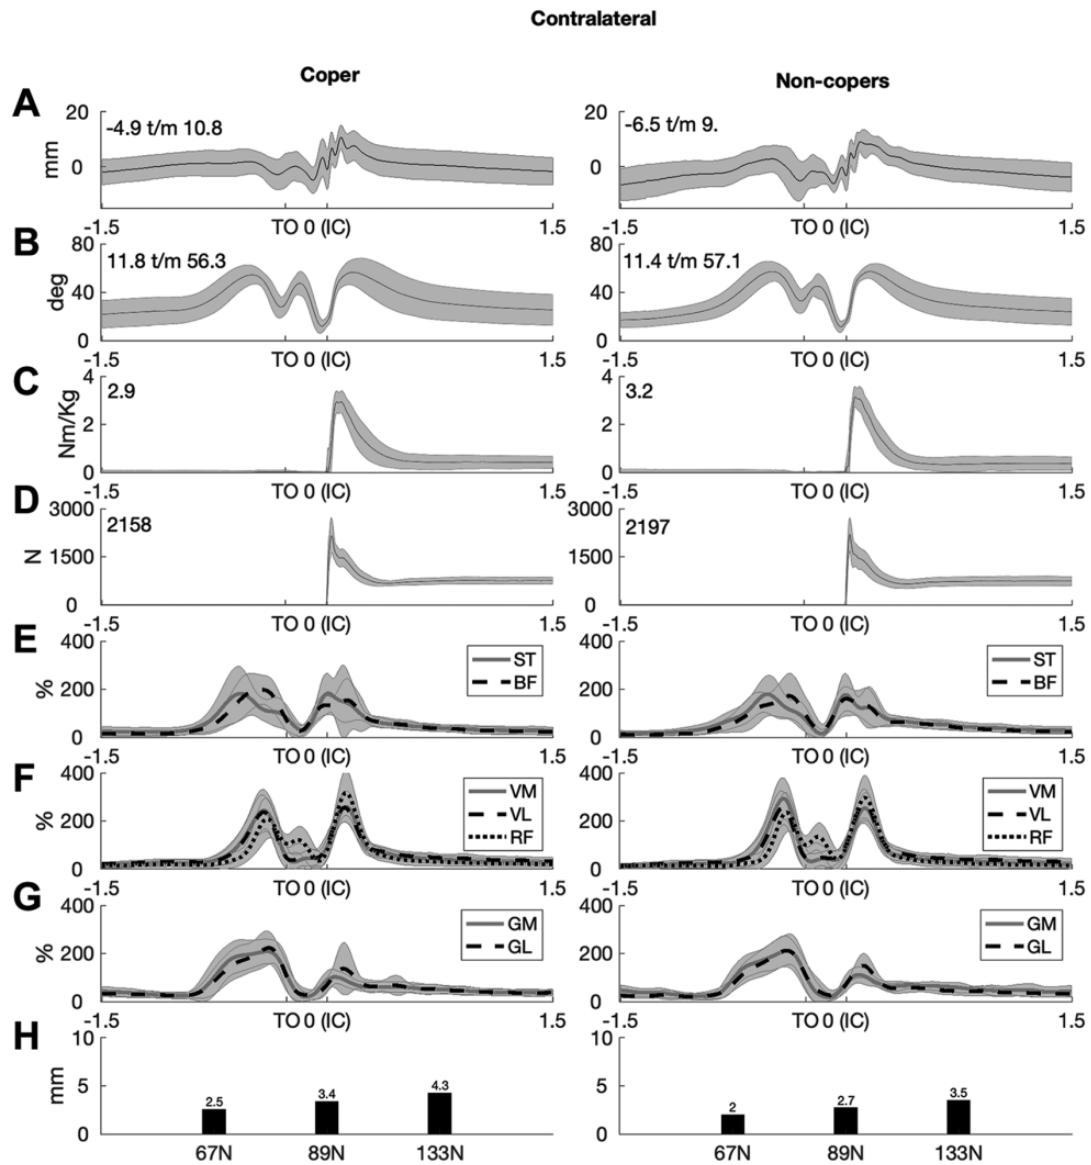 Contralateral
Coper
Non-copers
A
mm
20
0
-4.9 t/m 10.8
-1.5
TO 0 (IC)
1.5
20
0
-6.5 t/m 9.
-1.5
TO 0 (IC)
1.5
B
deg
80
40
0
11.8 t/m 56.3
-1.5
TO 0 (IC)
1.5
80
40
0
11.4 t/m 57.1
-1.5
TO 0 (IC)
1.5
C
Nm/Kg
4
2
0
2.9
-1.5
TO 0 (IC)
1.5
4
2
0
3.2
-1.5
TO 0 (IC)
1.5
D
N
3000
1500
0
2158
-1.5
TO 0 (IC)
1.5
3000
1500
0
2197
-1.5
TO 0 (IC)
1.5
E
%
400
200
0
ST
BF
-1.5
TO 0 (IC)
1.5
400
200
0
ST
BF
-1.5
TO 0 (IC)
1.5
F
%
400
200
0
VM
VL
RF
-1.5
TO 0 (IC)
1.5
400
200
0
VM
VL
RF
-1.5
TO 0 (IC)
1.5
G
%
400
200
0
GM
GL
-1.5
TO 0 (IC)
1.5
400
200
0
GM
GL
-1.5
TO 0 (IC)
1.5
H
mm
10
5
0
2.5
3.4
4.3
67N
89N
133N
10
5
0
2
2.7
3.5
67N
89N
133N